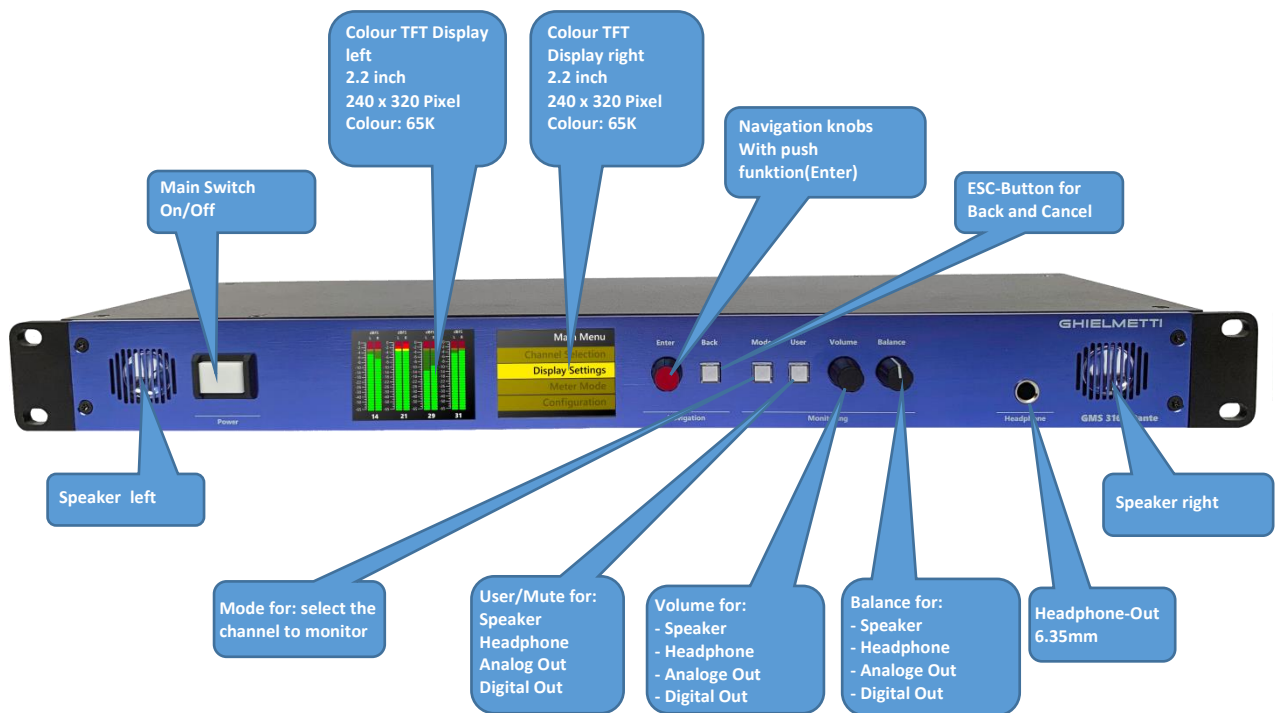 Colour TFT Display
left
2.2 inch
240 x 320 Pixel
Colour: 65K
Colour TFT
Display right
2.2 inch
240 x 320 Pixel
Colour: 65K
Navigation knobs
With push
funktion(Enter)
Main Switch
On/Off
ESC-Button for
Back and Cancel
GHIELMETTI
Main Menu
Channel Selection
Display Settings
Meter Mode
Configuration
14 21 29 31
Enter Back Mode User Volume Balance
Power
Monitoring
Headphone
GMS
Speaker left
Speaker right
Mode for: select the
channel to monitor
User/Mute for:
Speaker
Headphone
Analog Out
Digital Out
Volume for:
- Speaker
- Headphone
- Analoge Out
- Digital Out
Balance for:
- Speaker
- Headphone
- Analoge Out
- Digital Out
Headphone-Out
6.35mm